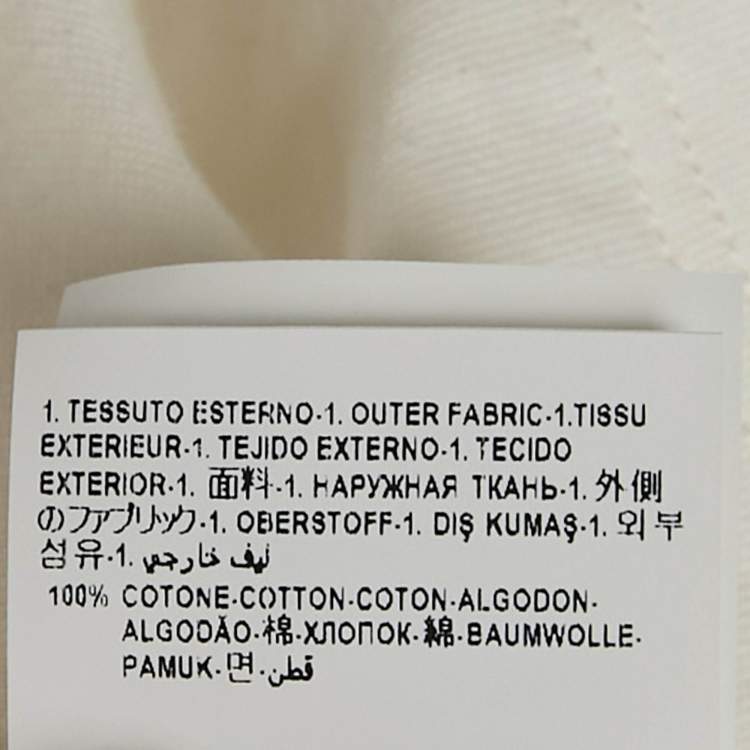 1. TESSUTO ESTERNO-1. OUTER FABRIC-1.TISSU
EXTERIEUR-1. TEJIDO EXTERNO-1. TECIDO
EXTERIOR-1. 面料-1. НАРУЖНАЯ ТКАНЬ-1. 外側
のファブリック-1. OBERSTOFF-1. DIŞ KUMAŞ-1. 외부
섬유-1. ليف خارجي
100% COTONE-COTTON-COTON-ALGODON-
ALGODÃO-棉-ХЛОПОК-綿-BAUMWOLLE-
PAMUK-면-قطن